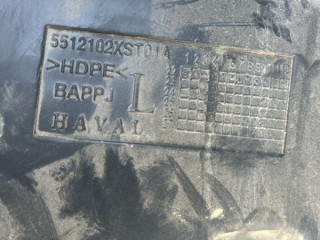 5512102XST01A
>HDPE<
BAPPJ
L
HAVAL